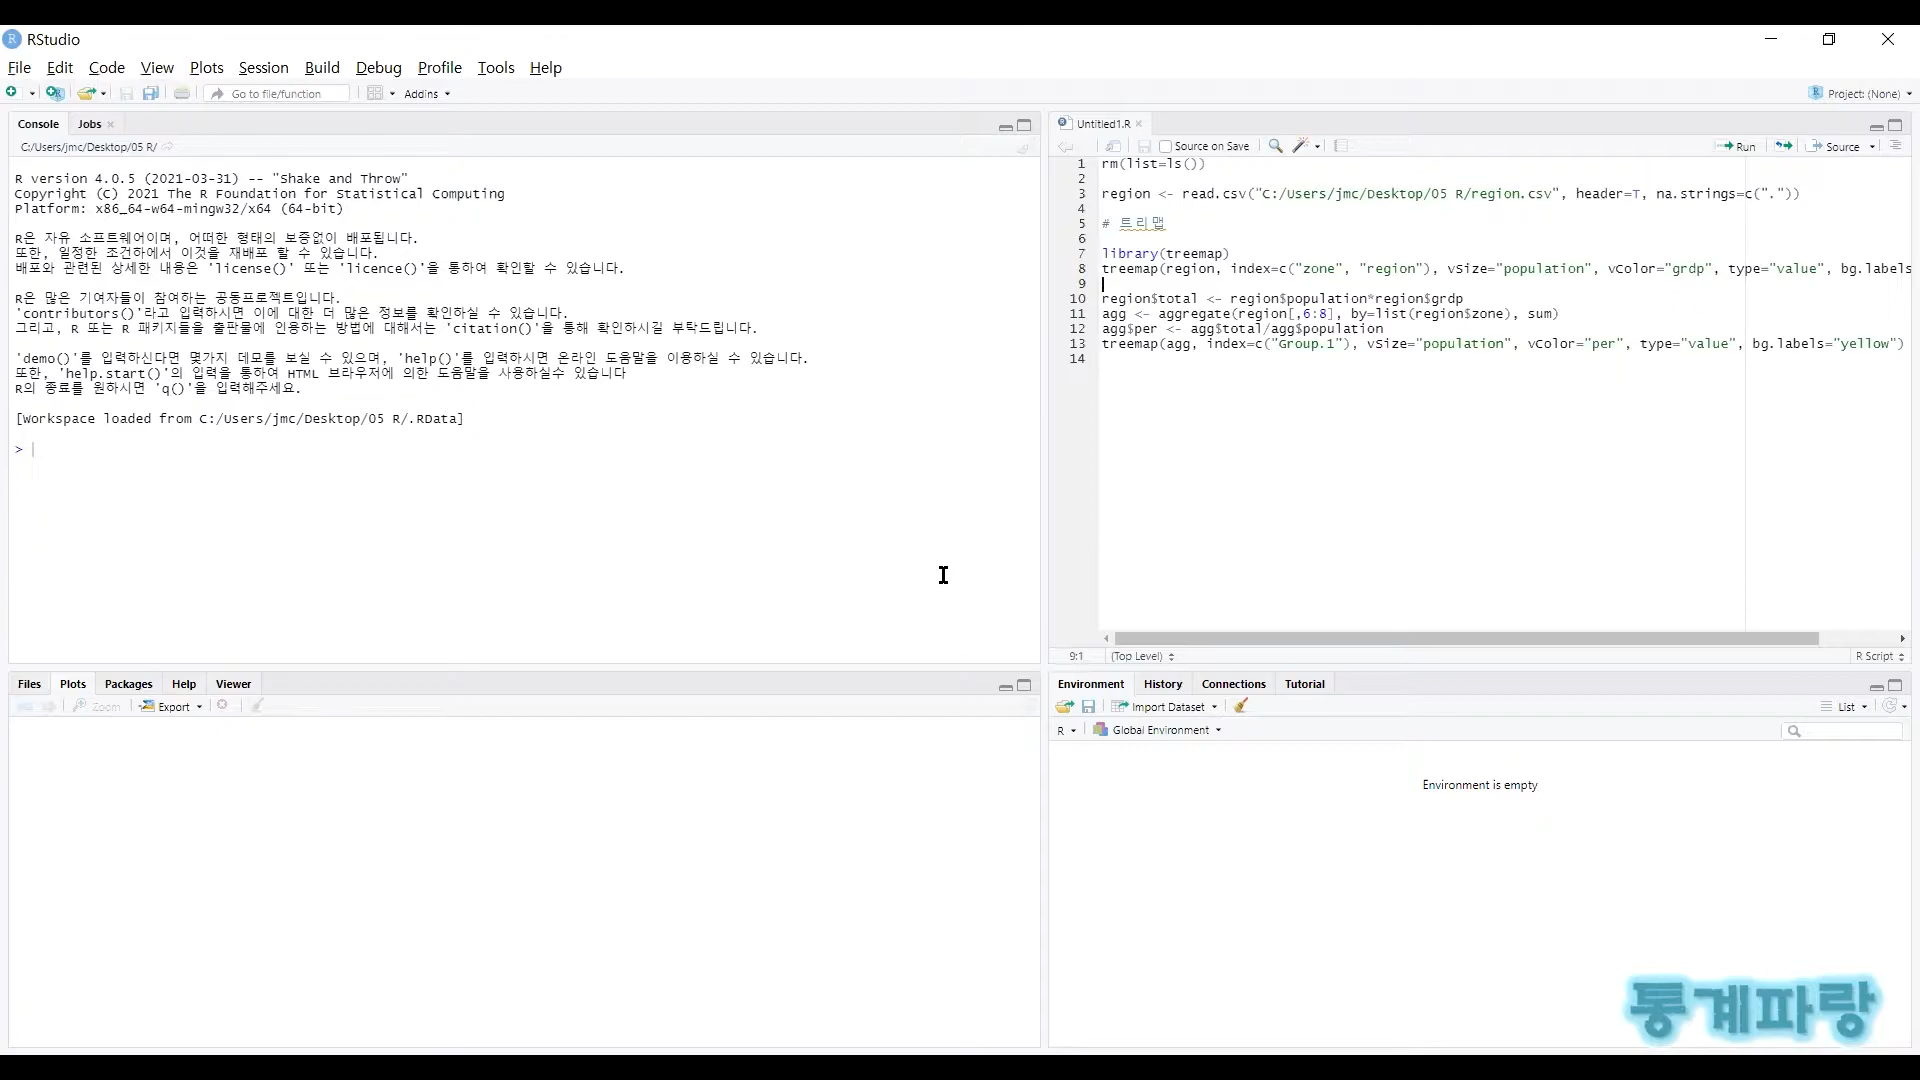 RStudio
File Edit Code View Plots Session Build Debug Profile Tools Help
Go to file/function Addins Project: (None)
Console Jobs
C:/Users/jmc/Desktop/05 R/
R version 4.0.5 (2021-03-31) -- "Shake and Throw"
Copyright (C) 2021 The R Foundation for Statistical Computing
Platform: x86_64-w64-mingw32/x64 (64-bit)
R은 자유 소프트웨어이며, 어떠한 형태의 보증없이 배포됩니다.
또한, 일정한 조건하에서 이것을 재배포 할 수 있습니다.
배포와 관련된 상세한 내용은 'license()' 또는 'licence()'을 통하여 확인할 수 있습니다.
R은 많은 기여자들이 참여하는 공동프로젝트입니다.
'contributors()'라고 입력하시면 이에 대한 더 많은 정보를 확인하실 수 있습니다.
그리고, R 또는 R 패키지들을 출판물에 인용하는 방법에 대해서는 'citation()'을 통해 확인하시길 부탁드립니다.
'demo()'를 입력하신다면 몇가지 데모를 보실 수 있으며, 'help()'를 입력하시면 온라인 도움말을 이용하실 수 있습니다.
또한, 'help.start()'의 입력을 통하여 HTML 브라우저에 의한 도움말을 사용하실수 있습니다
R의 종료를 원하시면 'q()'을 입력해주세요.
[Workspace loaded from C:/Users/jmc/Desktop/05 R/.RData]
>
Untitled1.R
Source on Save Run Source
1 rm(list=ls())
2
3 region <- read.csv("C:/Users/jmc/Desktop/05 R/region.csv", header=T, na.strings=c("."))
4
5 # 트리맵
6
7 library(treemap)
8 treemap(region, index=c("zone", "region"), vSize="population", vColor="grdp", type="value", bg.labels
9
10 region$total <- region$population*region$grdp
11 agg <- aggregate(region[,6:8], by=list(region$zone), sum)
12 agg$per <- agg$total/agg$population
13 treemap(agg, index=c("Group.1"), vSize="population", vColor="per", type="value", bg.labels="yellow")
14
9:1 (Top Level) R Script
Files Plots Packages Help Viewer
Zoom Export
Environment History Connections Tutorial
Import Dataset List
R Global Environment
Environment is empty
통계파랑